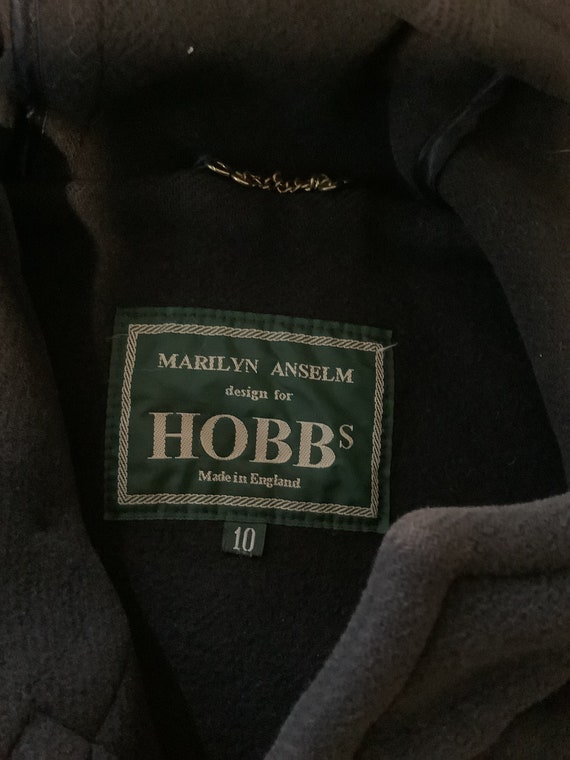 MARILYN ANSELM
design for
HOBBS
Made in England
10